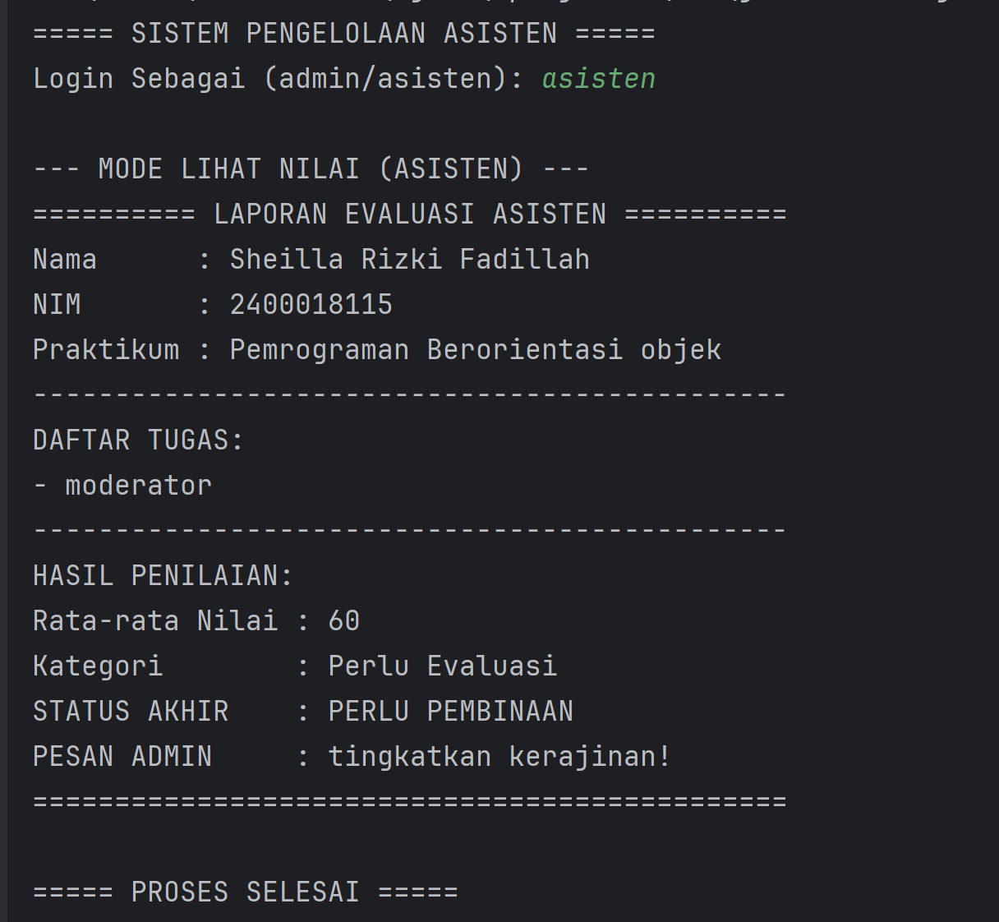 ===== SISTEM PENGELOLAAN ASISTEN =====
Login Sebagai (admin/asisten): asisten
--- MODE LIHAT NILAI (ASISTEN) ---
========== LAPORAN EVALUASI ASISTEN ==========
Nama      : Sheilla Rizki Fadillah
NIM       : 2400018115
Praktikum : Pemrograman Berorientasi objek
----------------------------------------------
DAFTAR TUGAS:
- moderator
----------------------------------------------
HASIL PENILAIAN:
Rata-rata Nilai : 60
Kategori        : Perlu Evaluasi
STATUS AKHIR    : PERLU PEMBINAAN
PESAN ADMIN     : tingkatkan kerajinan!
==============================================
===== PROSES SELESAI =====